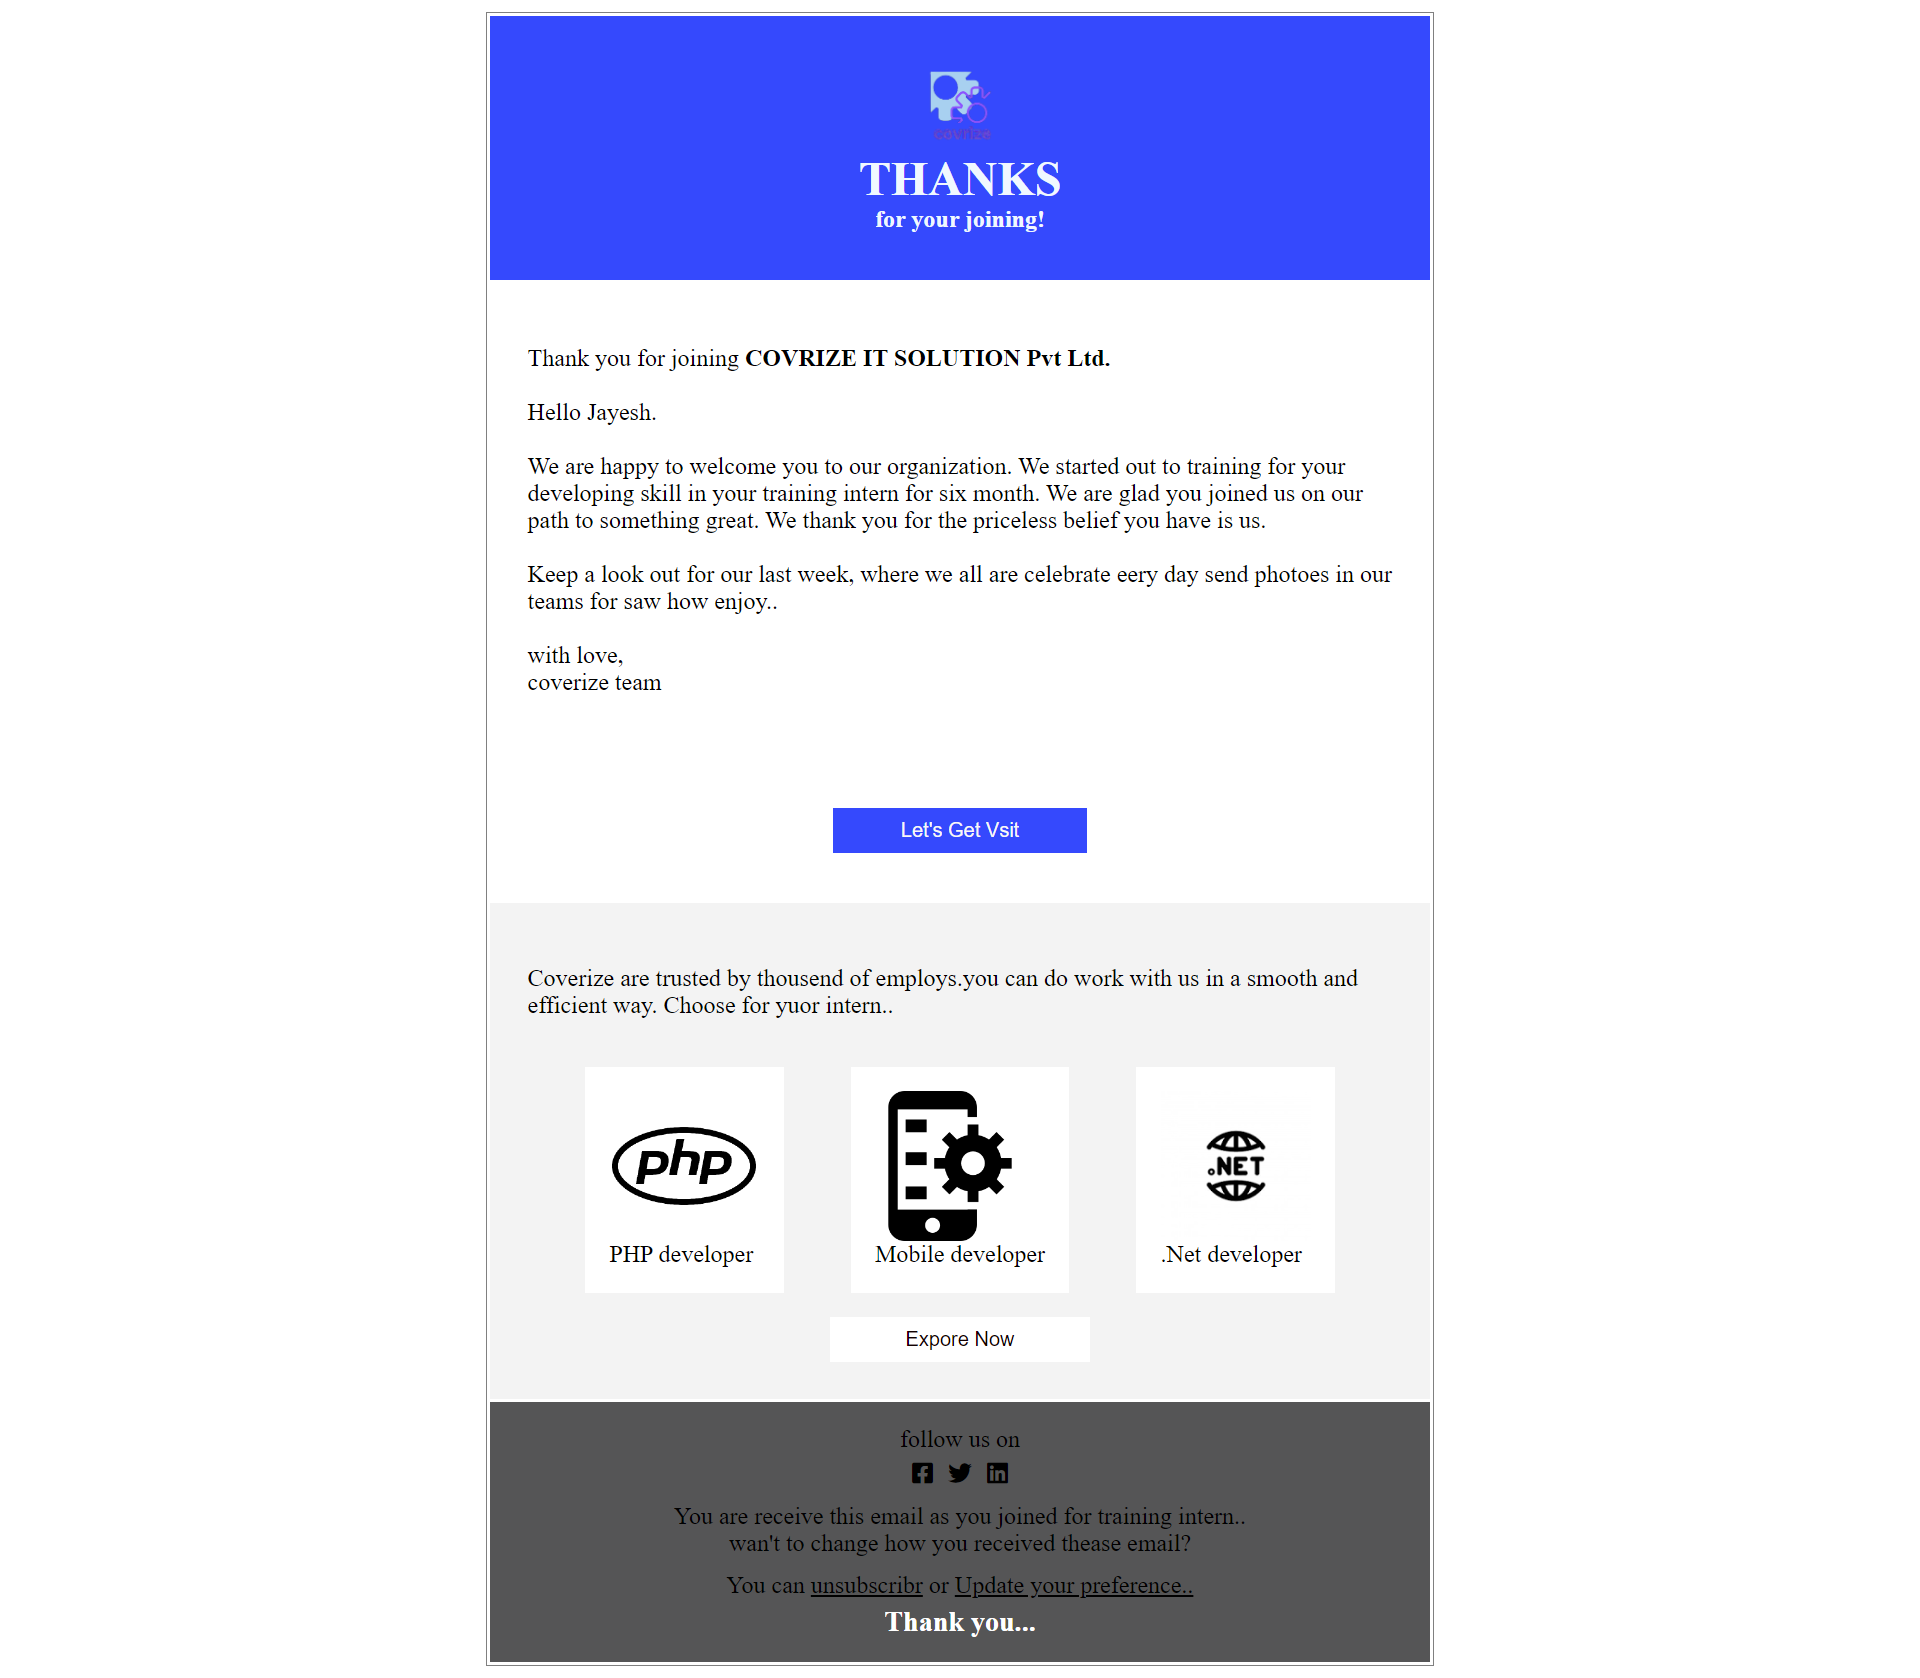 covrize
THANKS
for your joining!
Thank you for joining COVRIZE IT SOLUTION Pvt Ltd.
Hello Jayesh.
We are happy to welcome you to our organization. We started out to training for your
developing skill in your training intern for six month. We are glad you joined us on our
path to something great. We thank you for the priceless belief you have is us.
Keep a look out for our last week, where we all are celebrate eery day send photoes in our
teams for saw how enjoy..
with love,
coverize team
Let's Get Vsit
Coverize are trusted by thousend of employs.you can do work with us in a smooth and
efficient way. Choose for yuor intern..
php
.NET
PHP developer
Mobile developer
.Net developer
Expore Now
follow us on
You are receive this email as you joined for training intern..
wan't to change how you received thease email?
You can unsubscribr or Update your preference..
Thank you...